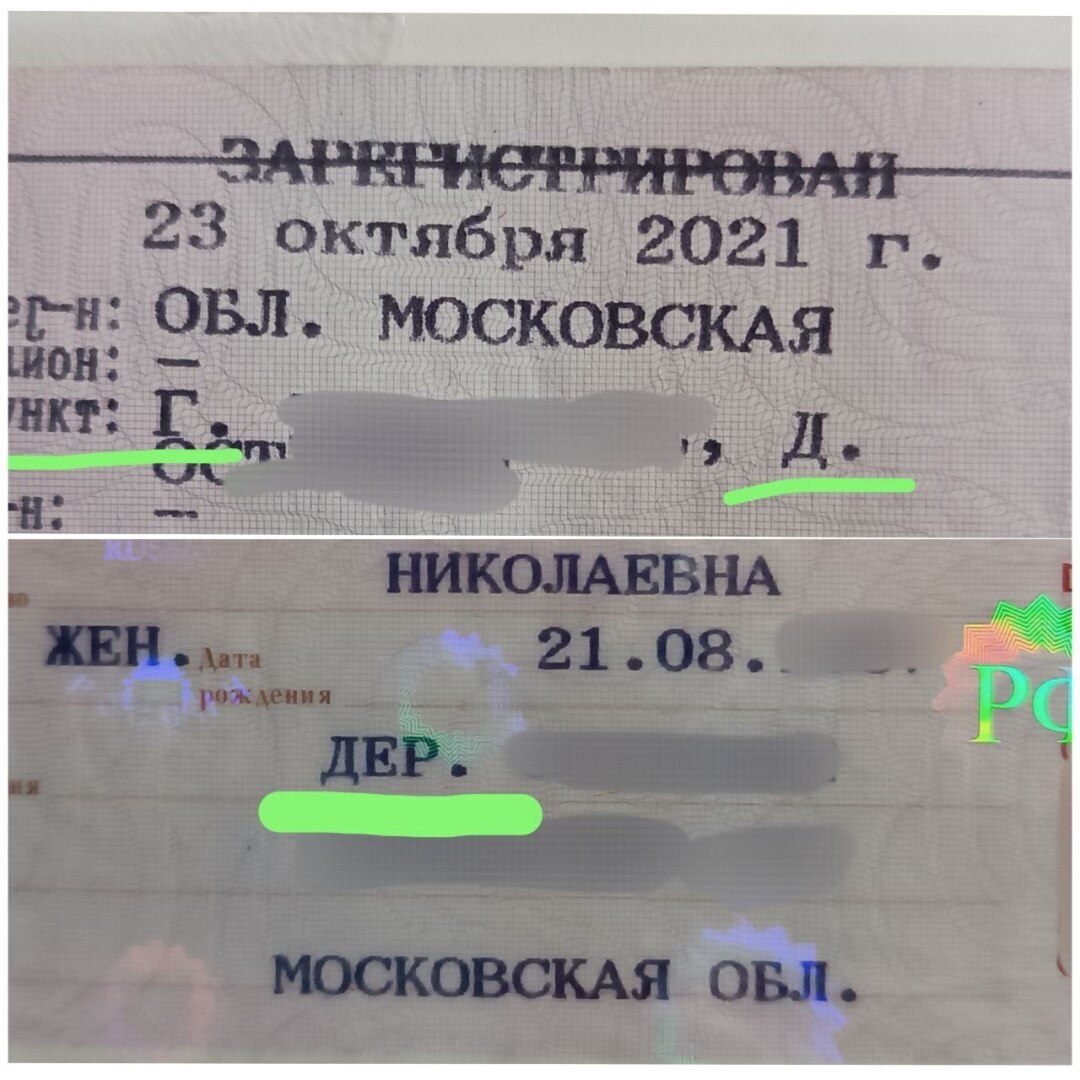 ЗАРЕГИСТРИРОВАН
23 октября 2021 г.
ОБЛ. МОСКОВСКАЯ
–
Г. , Д.
–
НИКОЛАЕВНА
ЖЕН. Дата рождения 21.08.
ДЕР.
МОСКОВСКАЯ ОБЛ.
РФ